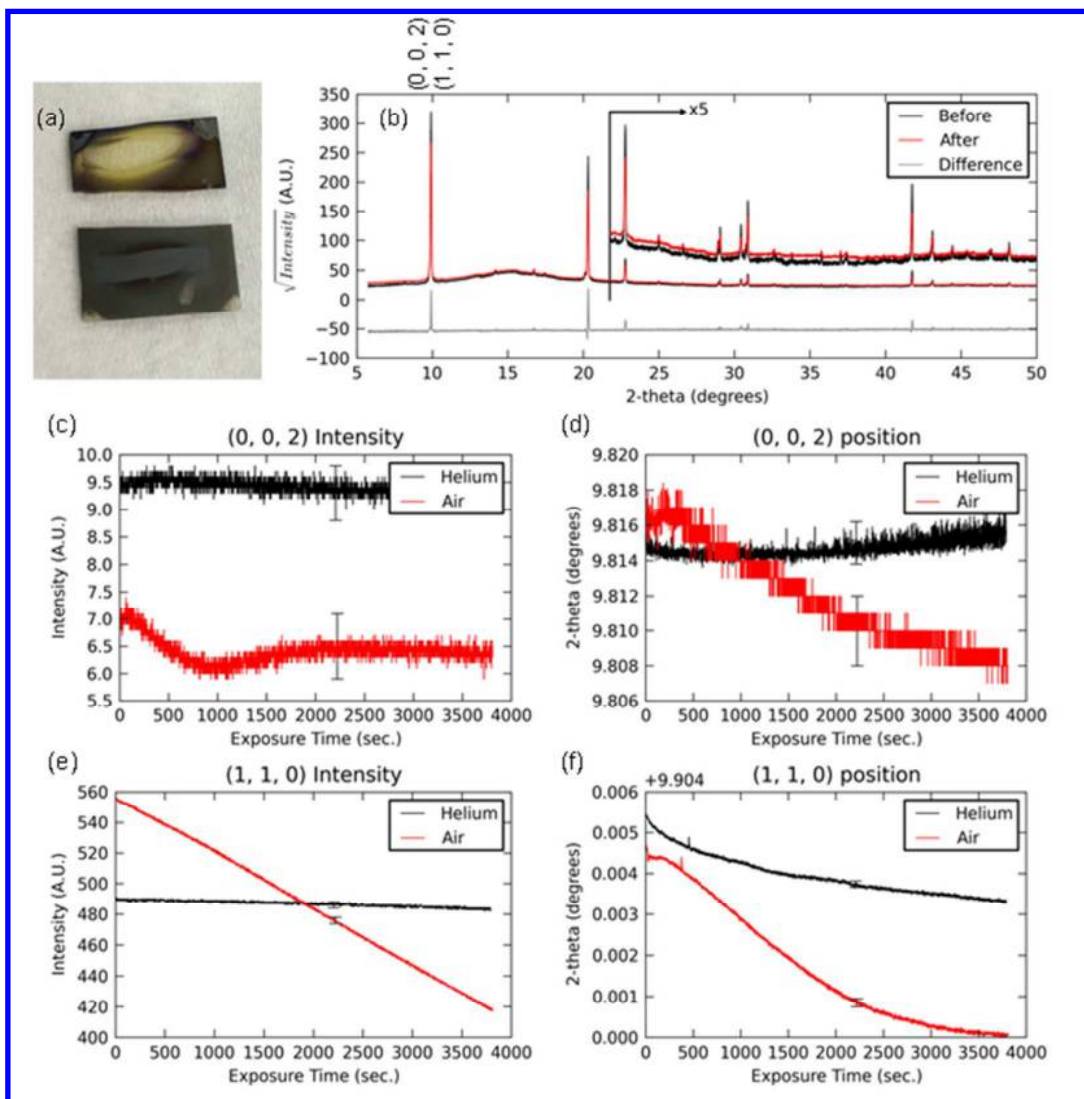 (0, 0, 2)
(1, 1, 0)
(a)
(b)
x5
Before
After
Difference
350
300
250
200
150
100
50
0
−50
−100
√Intensity (A.U.)
5 10 15 20 25 30 35 40 45 50
2-theta (degrees)
(c)
(0, 0, 2) Intensity
Helium
Air
10.0
9.5
9.0
8.5
8.0
7.5
7.0
6.5
6.0
5.5
Intensity (A.U.)
0 500 1000 1500 2000 2500 3000 3500 4000
Exposure Time (sec.)
(d)
(0, 0, 2) position
Helium
Air
9.820
9.818
9.816
9.814
9.812
9.810
9.808
9.806
2-theta (degrees)
0 500 1000 1500 2000 2500 3000 3500 4000
Exposure Time (sec.)
(e)
(1, 1, 0) Intensity
Helium
Air
560
540
520
500
480
460
440
420
400
Intensity (A.U.)
0 500 1000 1500 2000 2500 3000 3500 4000
Exposure Time (sec.)
(f)
(1, 1, 0) position
+9.904
Helium
Air
0.006
0.005
0.004
0.003
0.002
0.001
0.000
2-theta (degrees)
0 500 1000 1500 2000 2500 3000 3500 4000
Exposure Time (sec.)